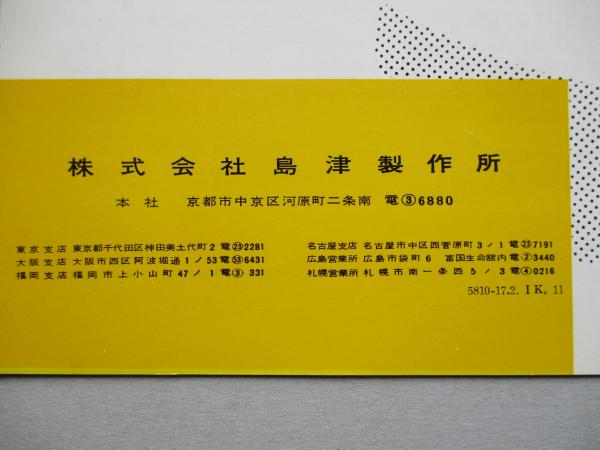 株式会社島津製作所
本社 京都市中京区河原町二条南 電③6880
東京支店 東京都千代田区神田美土代町2 電㉓2281
大阪支店 大阪市西区阿波堀通1ノ53電㊼6431
福岡支店 福岡市上小山町47ノ1電③331
名古屋支店 名古屋市中区西菅原町3ノ1電㉓7191
広島営業所 広島市袋町6 富国生命館内電②3440
札幌営業所 札幌市南一条西5ノ3電④0216
5810-17.2. I K. 11